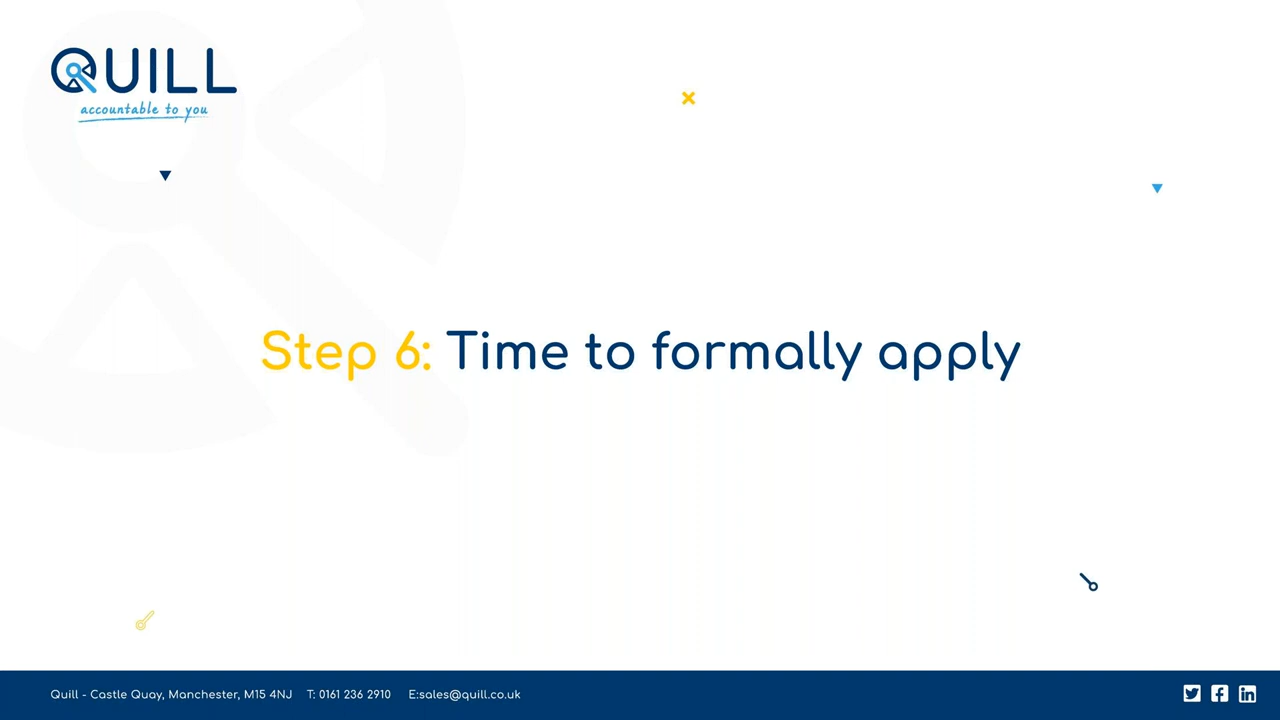 QUILL
accountable to you
Step 6: Time to formally apply
Quill - Castle Quay, Manchester, M15 4NJ T: 0161 236 2910 E:sales@quill.co.uk